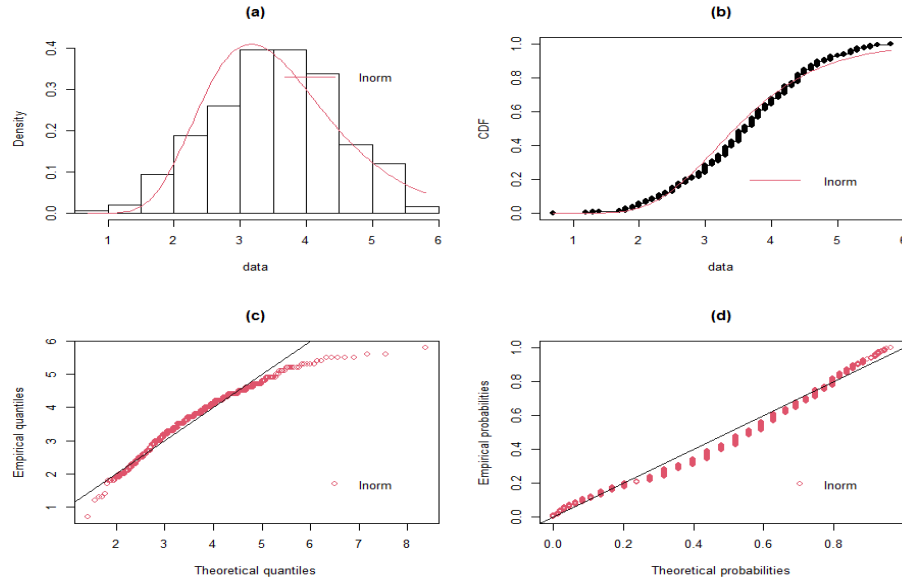 (a)
Density
0.0 0.1 0.2 0.3 0.4
lnorm
1 2 3 4 5 6
data
(b)
CDF
0.0 0.2 0.4 0.6 0.8 1.0
lnorm
1 2 3 4 5 6
data
(c)
Empirical quantiles
1 2 3 4 5 6
lnorm
2 3 4 5 6 7 8
Theoretical quantiles
(d)
Empirical probabilities
0.0 0.2 0.4 0.6 0.8 1.0
lnorm
0.0 0.2 0.4 0.6 0.8
Theoretical probabilities